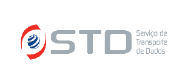 STD
Serviço de
Transporte
de Dados